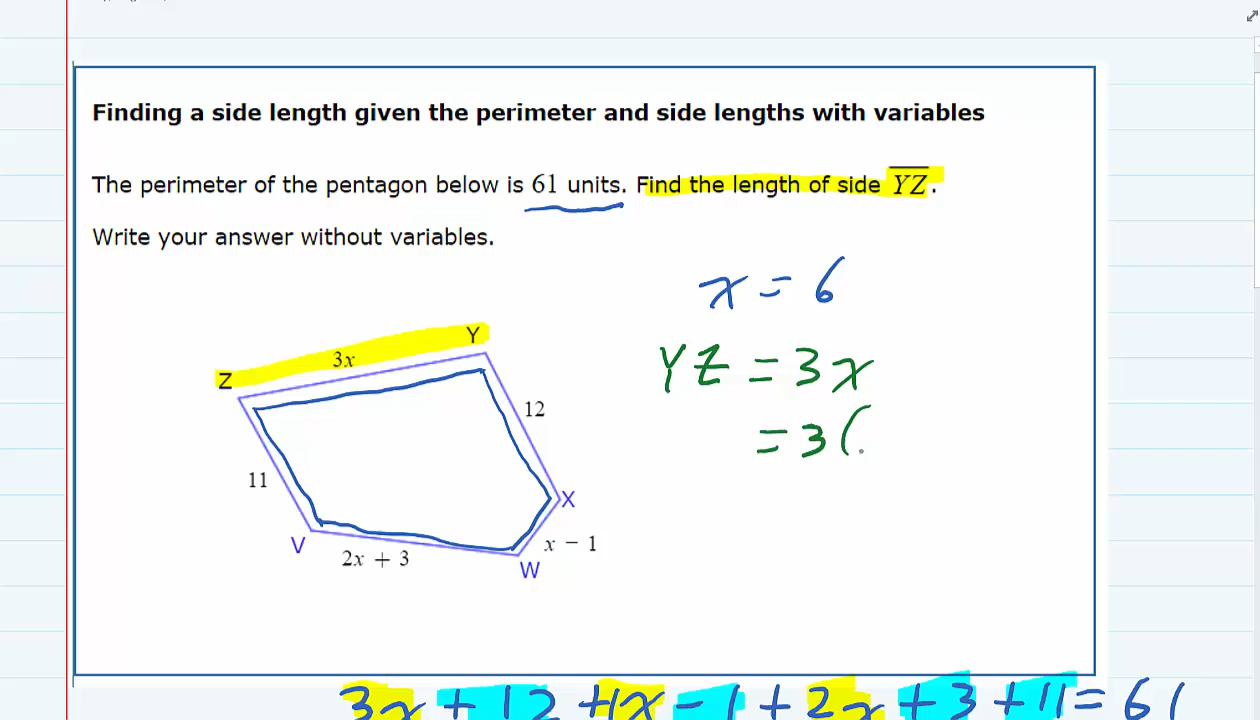 Finding a side length given the perimeter and side lengths with variables
The perimeter of the pentagon below is 61 units. Find the length of side YZ.
Write your answer without variables.
x = 6
Y
3x
Z
YZ = 3x
12
= 3(
11
X
V
x − 1
2x + 3
W
3x + 12 + 1x − 1 + 2x + 3 + 11 = 61